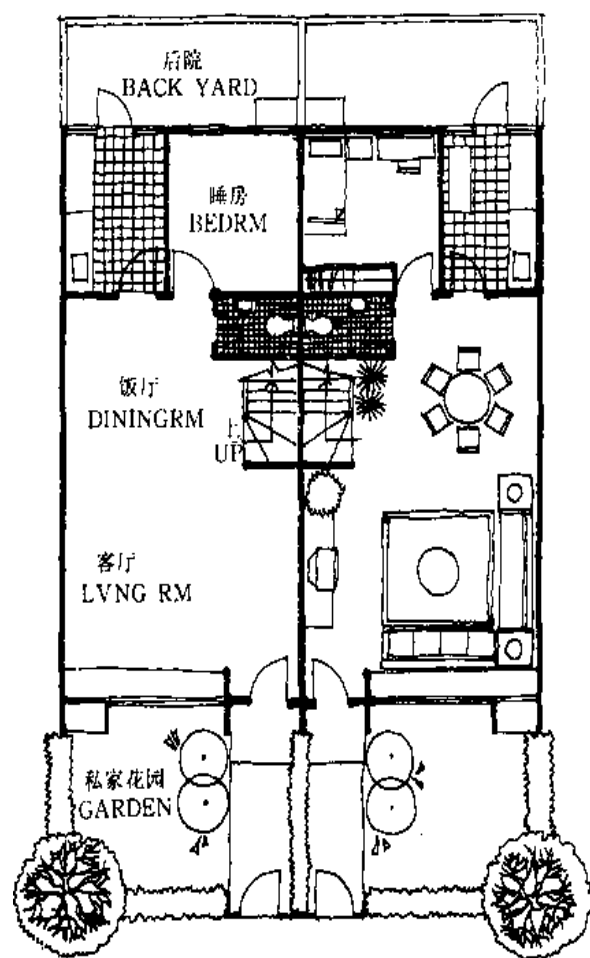 后院
BACK YARD
睡房
BEDRM
饭厅
DININGRM
上
UP
客厅
LVNG RM
私家花园
GARDEN